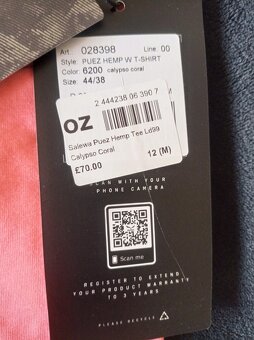 Art.: 028398 Line: 00
Style: PUEZ HEMP W T-SHIRT
Color: 6200 calypso coral
Size: 44/38
2 444238 06 390 7
OZ
Salewa Puez Hemp Tee Ld99
Calypso Coral
£70.00 12 (M)
SCAN WITH YOUR
PHONE CAMERA
Scan me
REGISTER TO EXTEND
YOUR PRODUCT WARRANTY
TO 3 YEARS
PLEASE RECYCLE